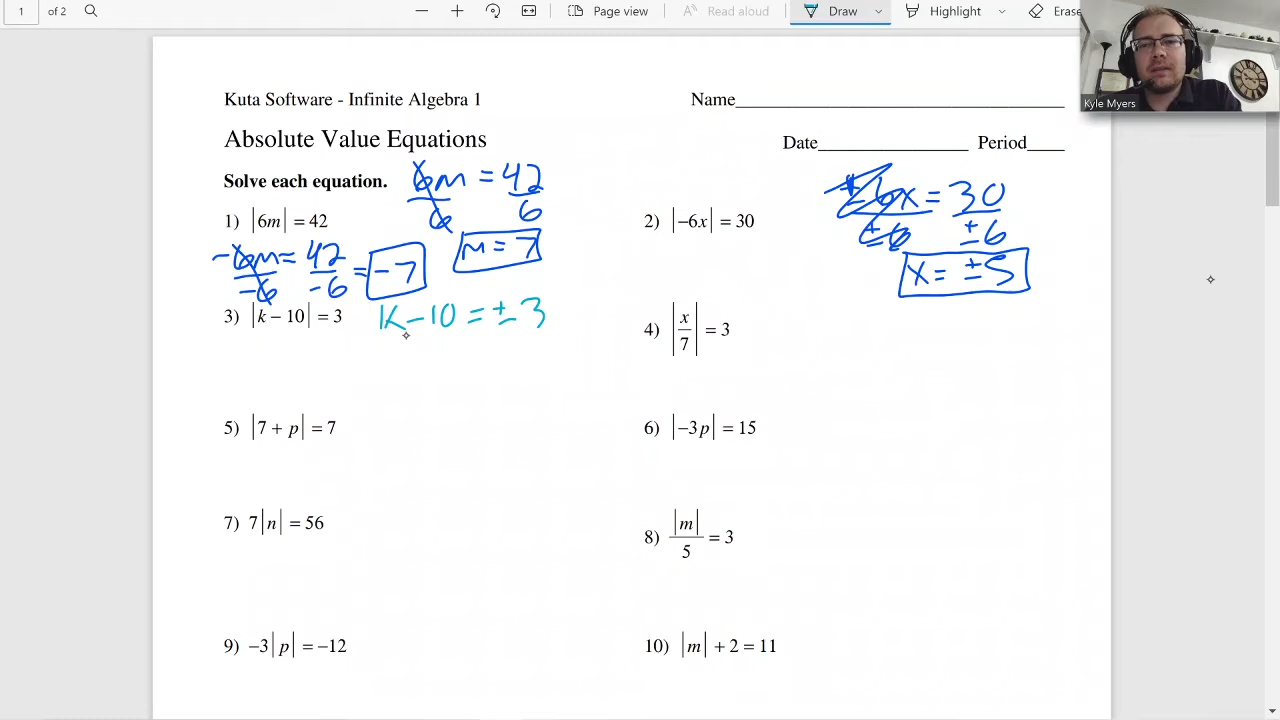 1 of 2 Page view Read aloud Draw Highlight Erase
Kyle Myers
Kuta Software - Infinite Algebra 1 Name
Absolute Value Equations Date Period
Solve each equation.
6m = 42
6 6
m = 7
1) |6m| = 42
-6m = 42 = -7
-6 -6
2) |−6x| = 30
±6x = 30
±6 ±6
x = ±5
3) |k − 10| = 3
k - 10 = ± 3
4) |x/7| = 3
5) |7 + p| = 7
6) |−3p| = 15
7) 7|n| = 56
8) |m|/5 = 3
9) −3|p| = −12
10) |m| + 2 = 11